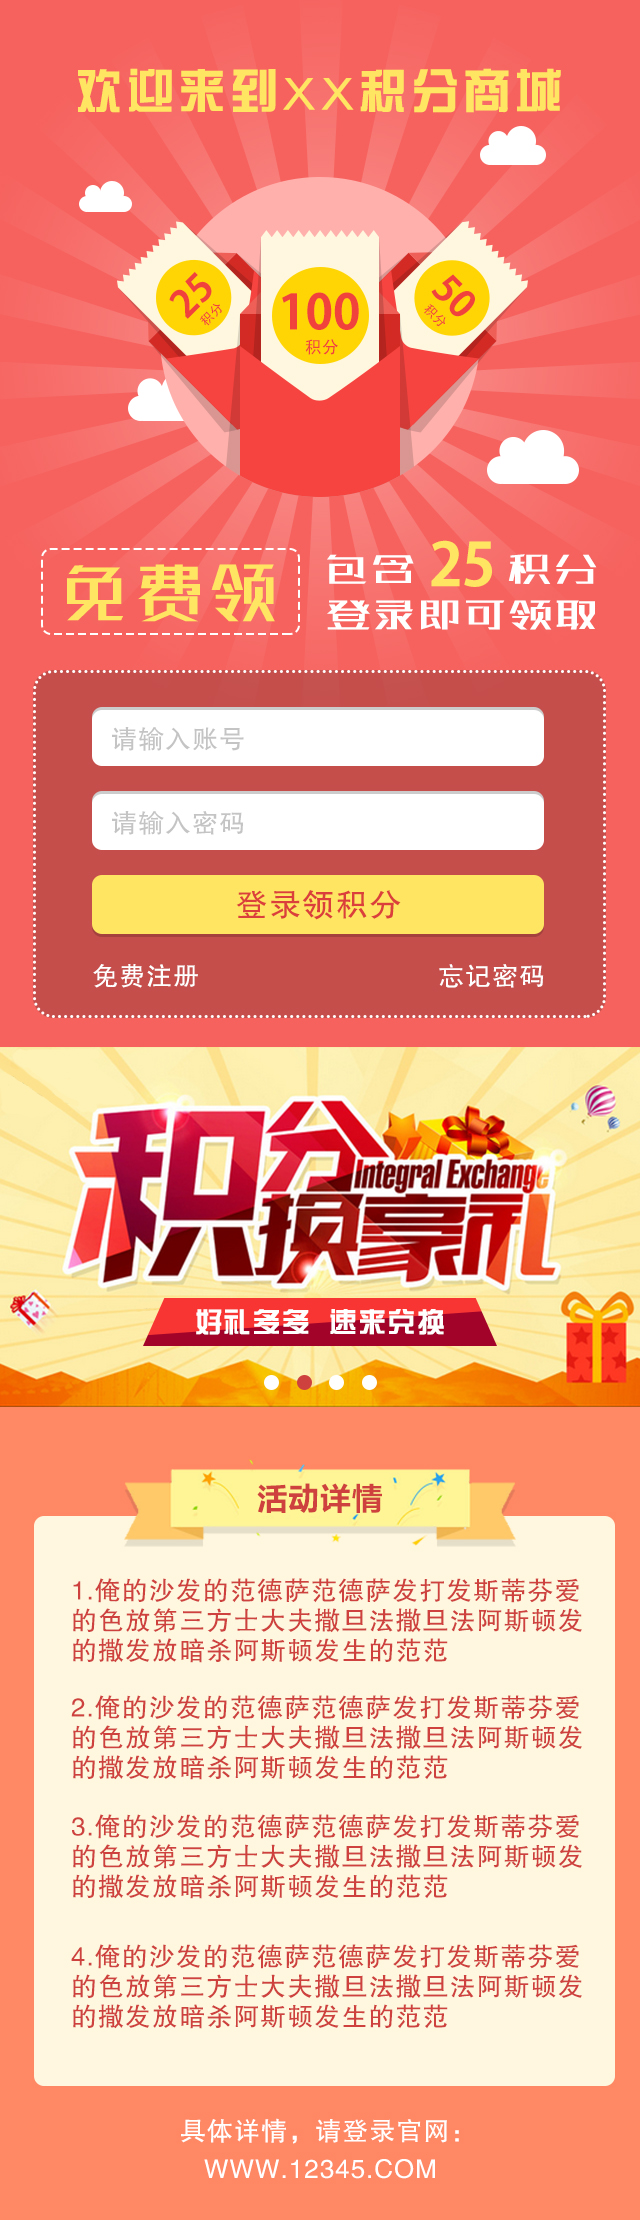 欢迎来到XX积分商城
25
积分
100
积分
50
积分
免费领
包含25积分
登录即可领取
请输入账号
请输入密码
登录领积分
免费注册 忘记密码
积分
Integral Exchange
换豪礼
好礼多多 速来兑换
活动详情
1.俺的沙发的范德萨范德萨发打发斯蒂芬爱
的色放第三方士大夫撒旦法撒旦法阿斯顿发
的撒发放暗杀阿斯顿发生的范范
2.俺的沙发的范德萨范德萨发打发斯蒂芬爱
的色放第三方士大夫撒旦法撒旦法阿斯顿发
的撒发放暗杀阿斯顿发生的范范
3.俺的沙发的范德萨范德萨发打发斯蒂芬爱
的色放第三方士大夫撒旦法撒旦法阿斯顿发
的撒发放暗杀阿斯顿发生的范范
4.俺的沙发的范德萨范德萨发打发斯蒂芬爱
的色放第三方士大夫撒旦法撒旦法阿斯顿发
的撒发放暗杀阿斯顿发生的范范
具体详情，请登录官网：
WWW.12345.COM